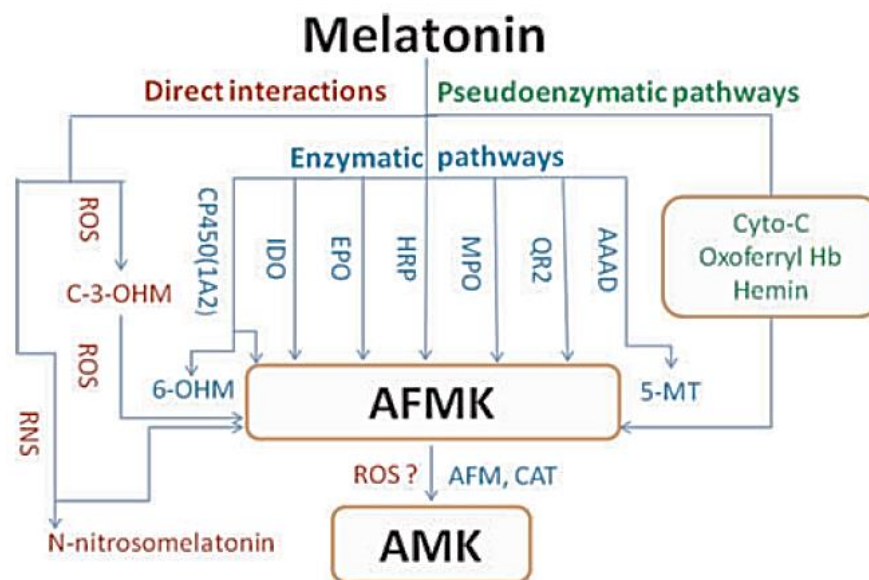 Melatonin
Direct interactions
Pseudoenzymatic pathways
Enzymatic pathways
ROS
CP450(1A2)
IDO
EPO
HRP
MPO
QR2
AAAD
Cyto-C
Oxoferryl Hb
Hemin
C-3-OHM
ROS
RNS
6-OHM
AFMK
5-MT
ROS ?
AFM, CAT
N-nitrosomelatonin
AMK